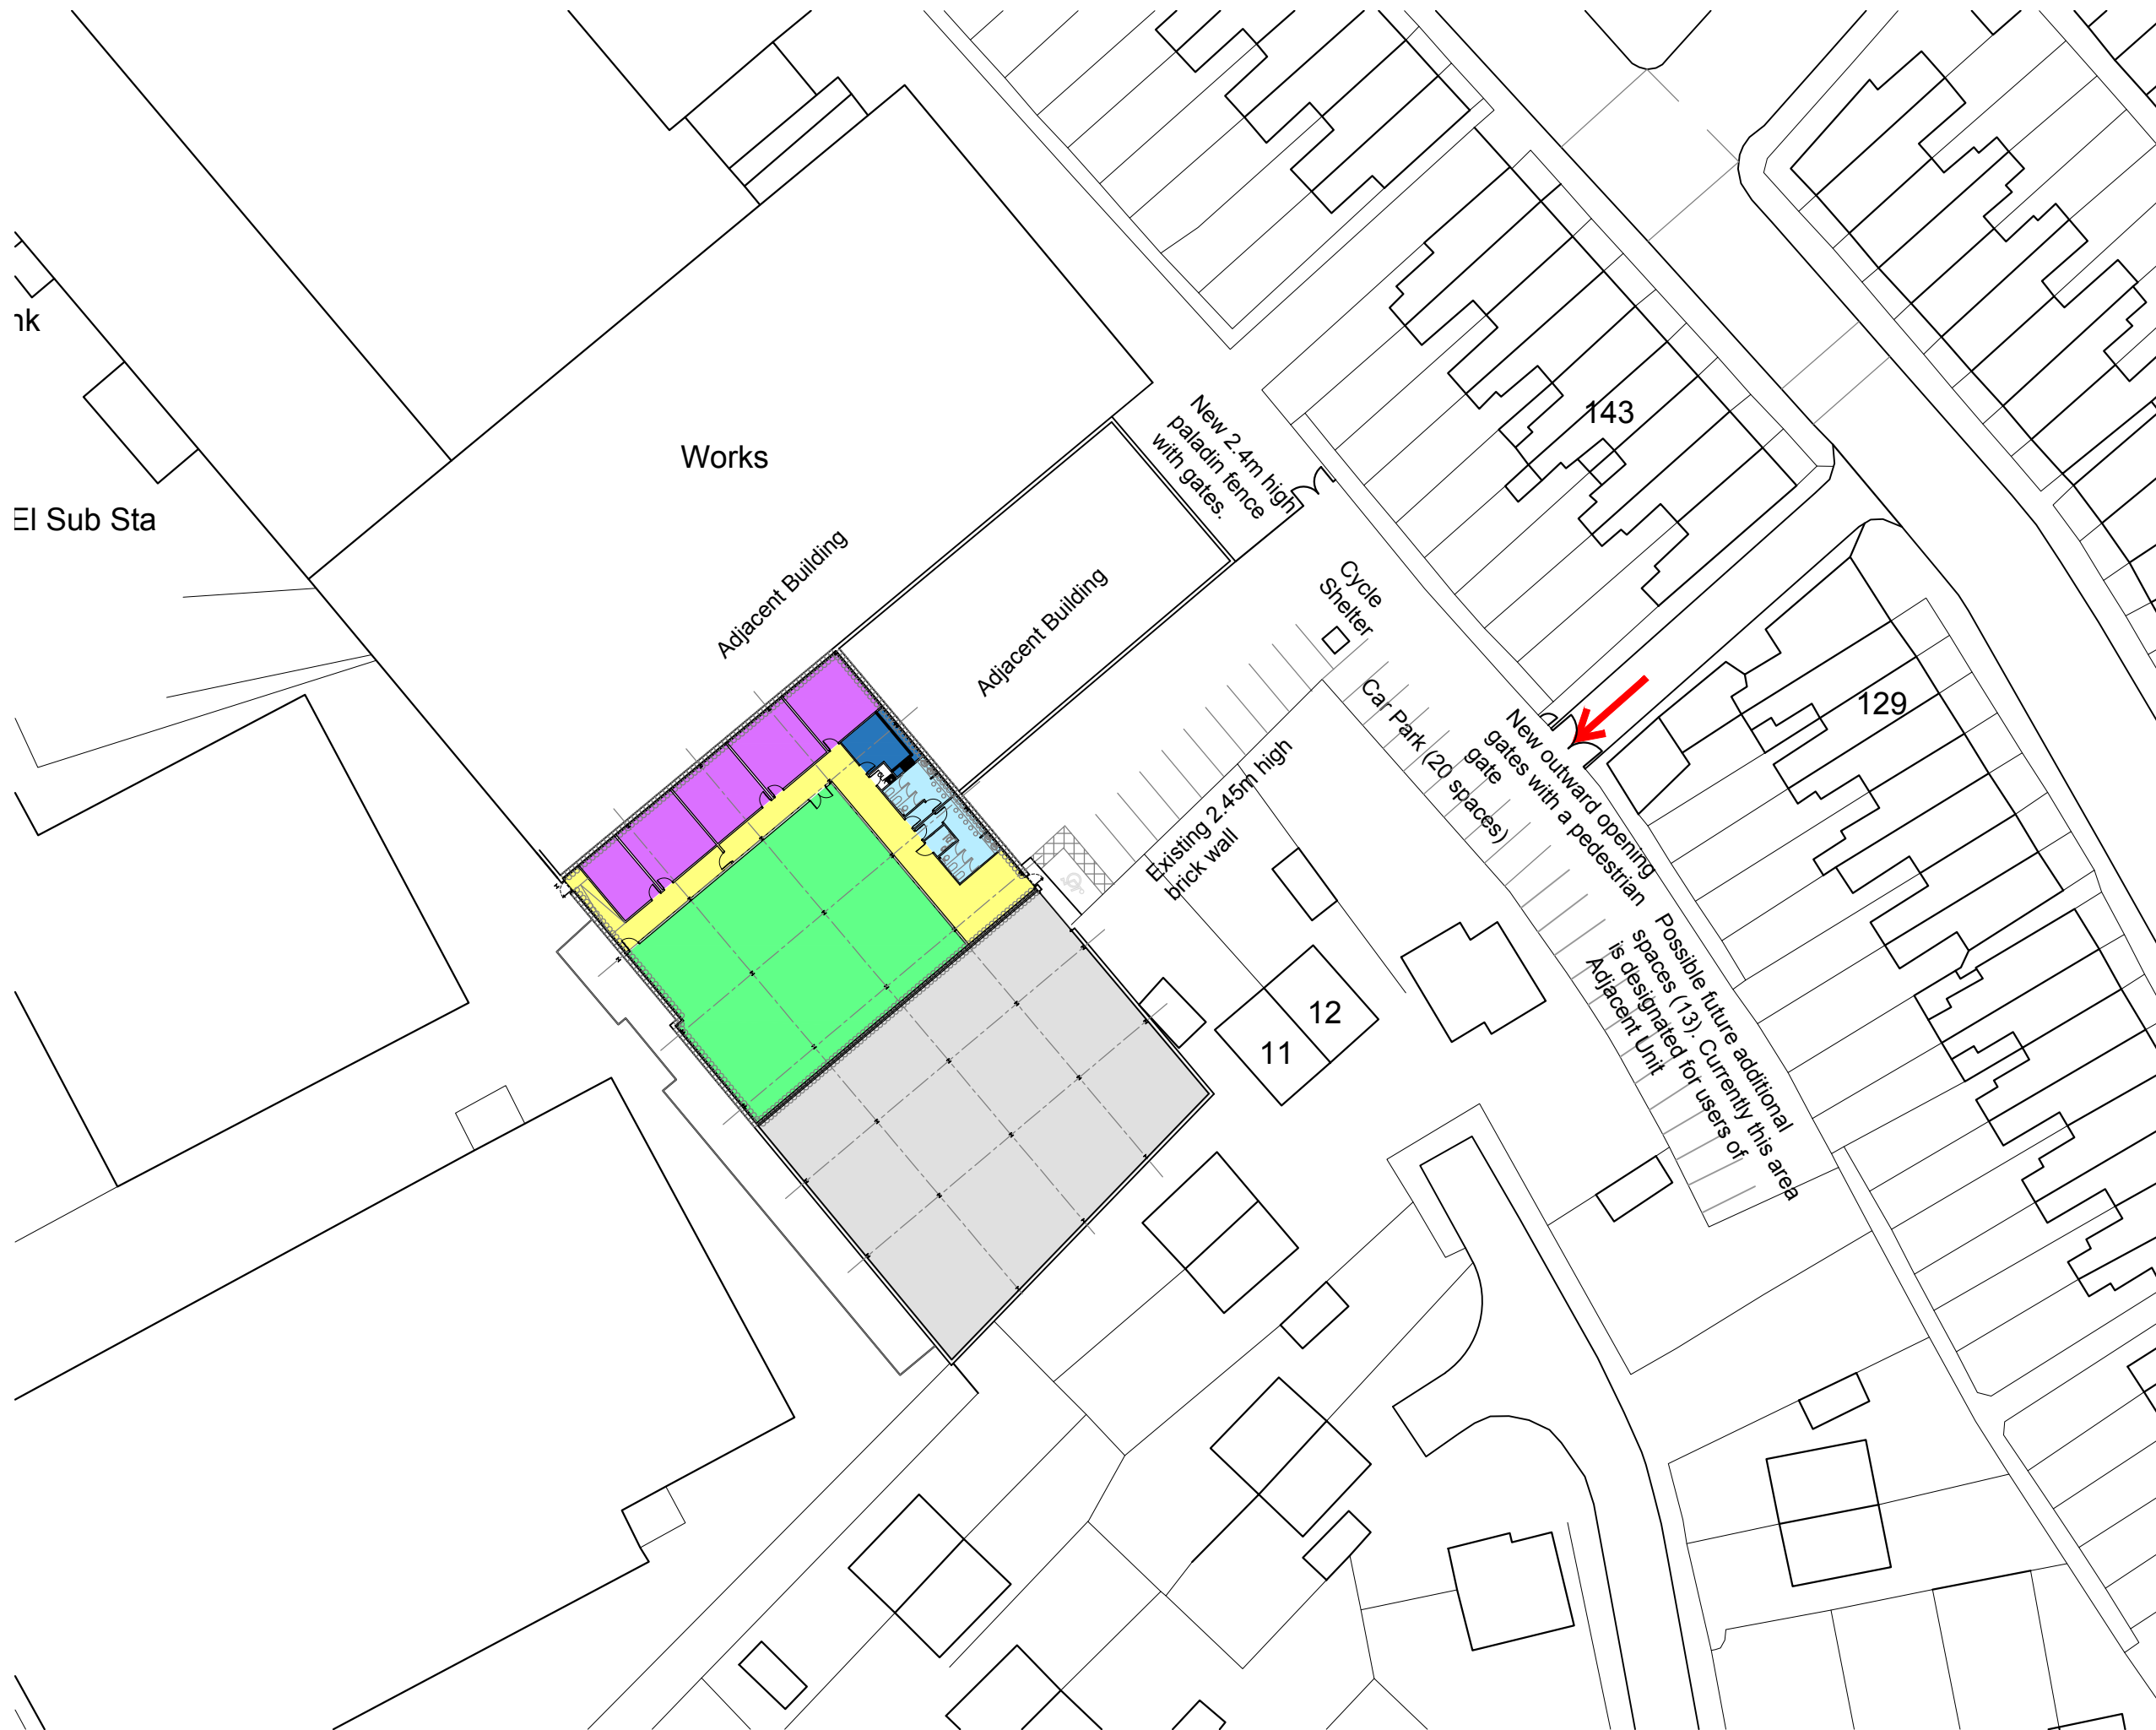 nk
El Sub Sta
Works
Adjacent Building
Adjacent Building
New 2.4m high
paladin fence
with gates.
143
Cycle
Shelter
Car Park (20 spaces)
New outward opening
gates with a pedestrian
gate
129
Existing 2.45m high
brick wall
Possible future additional
spaces (13). Currently this area
is designated for users of
Adjacent Unit
12
11